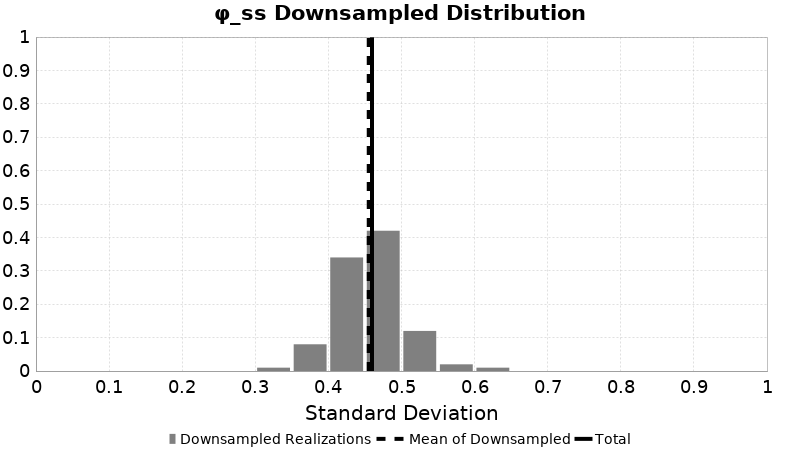 φ_ss Downsampled Distribution
1
0.9
0.8
0.7
0.6
0.5
0.4
0.3
0.2
0.1
0
0 0.1 0.2 0.3 0.4 0.5 0.6 0.7 0.8 0.9 1
Standard Deviation
Downsampled Realizations Mean of Downsampled Total